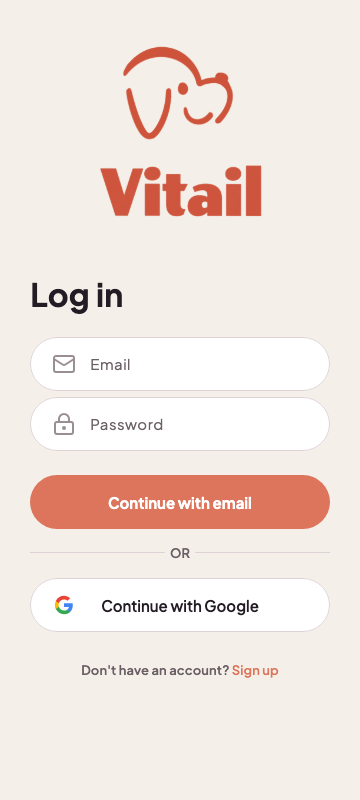 Vitail
Log in
Email
Password
Continue with email
OR
Continue with Google
Don't have an account? Sign up